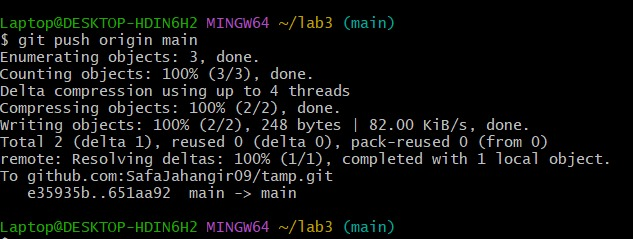 Laptop@DESKTOP-HDIN6H2 MINGW64 ~/lab3 (main)
$ git push origin main
Enumerating objects: 3, done.
Counting objects: 100% (3/3), done.
Delta compression using up to 4 threads
Compressing objects: 100% (2/2), done.
Writing objects: 100% (2/2), 248 bytes | 82.00 KiB/s, done.
Total 2 (delta 1), reused 0 (delta 0), pack-reused 0 (from 0)
remote: Resolving deltas: 100% (1/1), completed with 1 local object.
To github.com:SafaJahangir09/tamp.git
   e35935b..651aa92  main -> main

Laptop@DESKTOP-HDIN6H2 MINGW64 ~/lab3 (main)